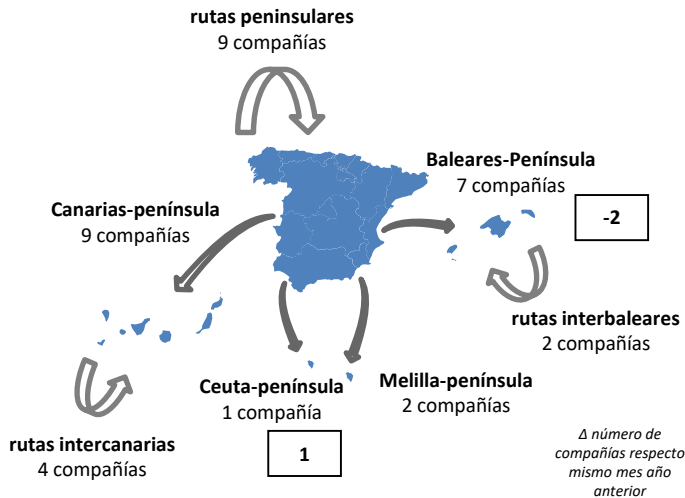 rutas peninsulares
9 compañías
Baleares-Península
7 compañías
-2
Canarias-península
9 compañías
rutas interbaleares
2 compañías
Ceuta-península
1 compañía
1
Melilla-península
2 compañías
rutas intercanarias
4 compañías
Δ número de
compañías respecto
mismo mes año
anterior